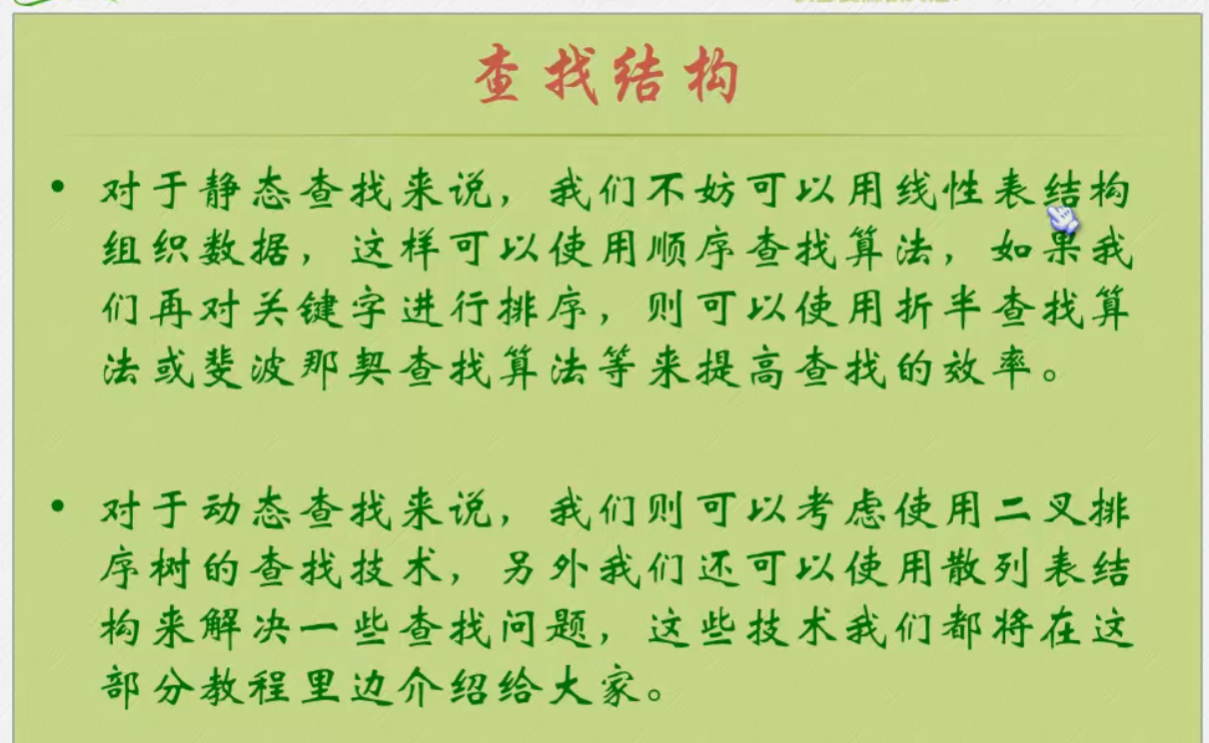 查找结构
• 对于静态查找来说，我们不妨可以用线性表结构
组织数据，这样可以使用顺序查找算法，如果我
们再对关键字进行排序，则可以使用折半查找算
法或斐波那契查找算法等来提高查找的效率。
• 对于动态查找来说，我们则可以考虑使用二叉排
序树的查找技术，另外我们还可以使用散列表结
构来解决一些查找问题，这些技术我们都将在这
部分教程里边介绍给大家。